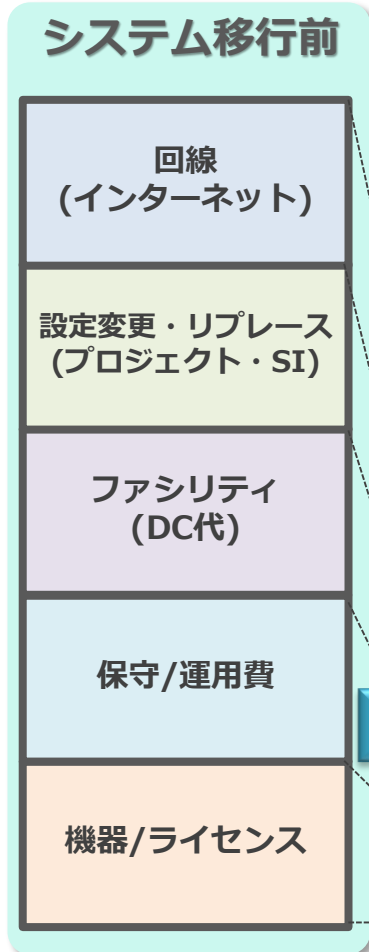 システム移行前
回線
(インターネット)
設定変更・リプレース
(プロジェクト・SI)
ファシリティ
(DC代)
保守/運用費
機器/ライセンス